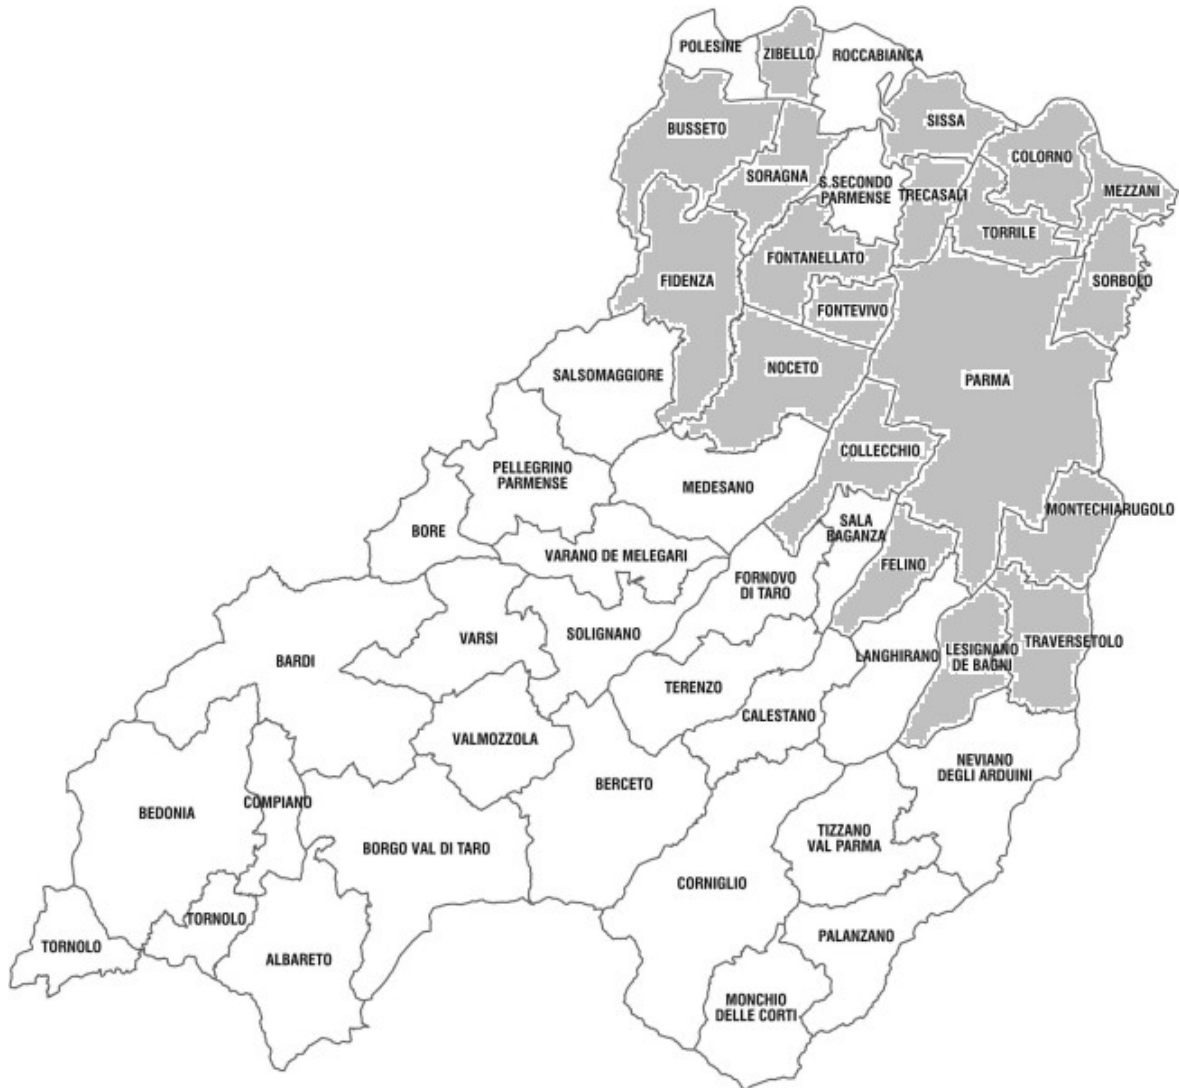 POLESINE
ZIBELLO
ROCCABIANCA
BUSSETO
SISSA
SORAGNA
S.SECONDO
PARMENSE
TRECASALI
COLORNO
MEZZANI
TORRILE
FONTANELLATO
FIDENZA
SORBOLO
FONTEVIVO
SALSOMAGGIORE
NOCETO
PARMA
COLLECCHIO
PELLEGRINO
PARMENSE
MEDESANO
MONTECHIARUGOLO
BORE
SALA
BAGANZA
VARANO DE MELEGARI
FELINO
FORNOVO
DI TARO
VARSI
SOLIGNANO
BARDI
LANGHIRANO
LESIGNANO
DE BAGNI
TRAVERSETOLO
TERENZO
CALESTANO
VALMOZZOLA
NEVIANO
DEGLI ARDUINI
BERCETO
BEDONIA
COMPIANO
BORGO VAL DI TARO
TIZZANO
VAL PARMA
CORNIGLIO
TORNOLO
TORNOLO
ALBARETO
PALANZANO
MONCHIO
DELLE CORTI